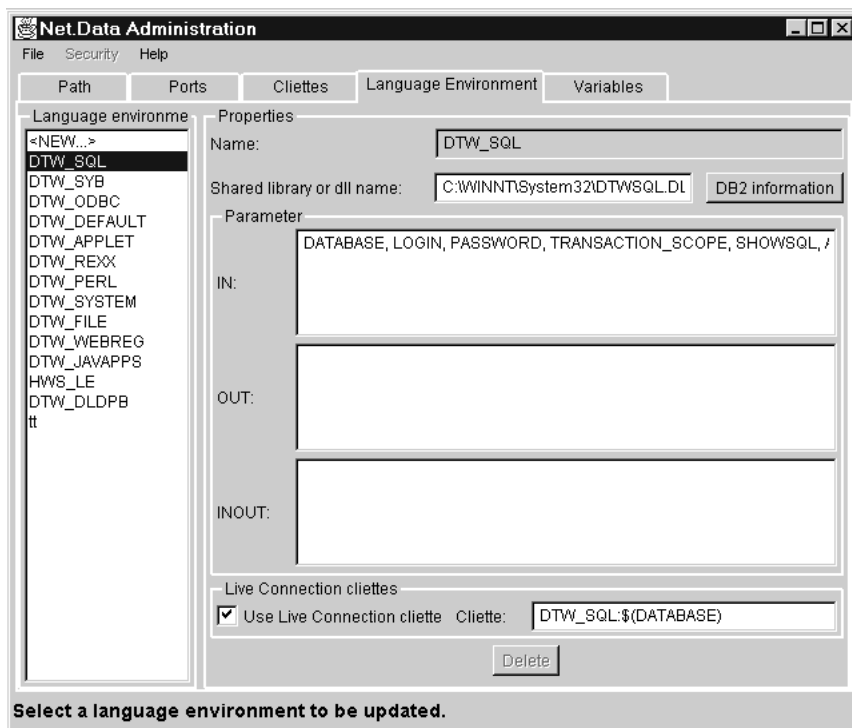 Net.Data Administration
File Security Help
Path Ports Cliettes Language Environment Variables
Language environme
<NEW...>
DTW_SQL
DTW_SYB
DTW_ODBC
DTW_DEFAULT
DTW_APPLET
DTW_REXX
DTW_PERL
DTW_SYSTEM
DTW_FILE
DTW_WEBREG
DTW_JAVAPPS
HWS_LE
DTW_DLDPB
tt
Properties
Name: DTW_SQL
Shared library or dll name: C:\WINNT\System32\DTWSQL.DL DB2 information
Parameter
IN: DATABASE, LOGIN, PASSWORD, TRANSACTION_SCOPE, SHOWSQL,
OUT:
INOUT:
Live Connection cliettes
Use Live Connection cliette Cliette: DTW_SQL:$(DATABASE)
Delete
Select a language environment to be updated.